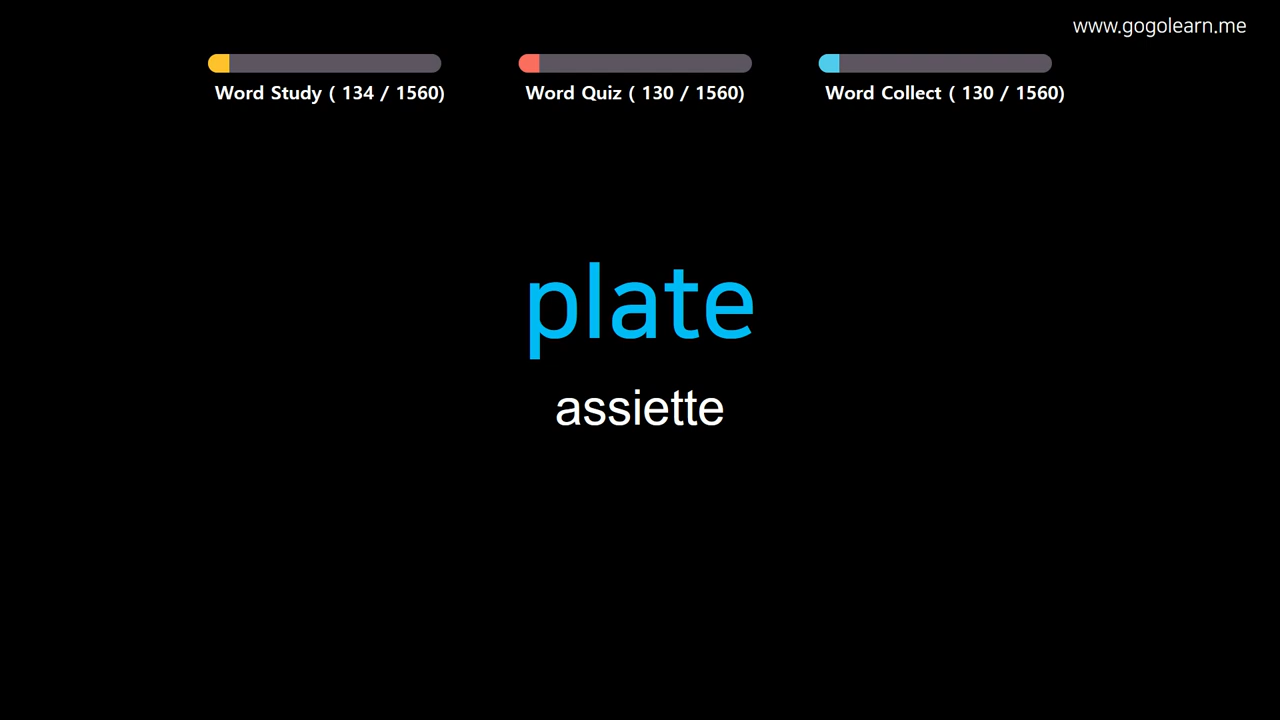 www.gogolearn.me
Word Study ( 134 / 1560)
Word Quiz ( 130 / 1560)
Word Collect ( 130 / 1560)
plate
assiette